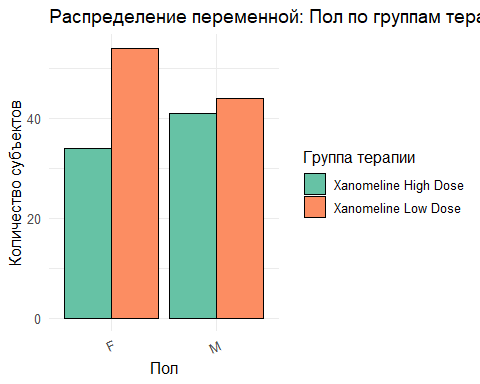 Распределение переменной: Пол по группам тера
Количество субъектов
40
20
0
F
M
Пол
Группа терапии
Xanomeline High Dose
Xanomeline Low Dose